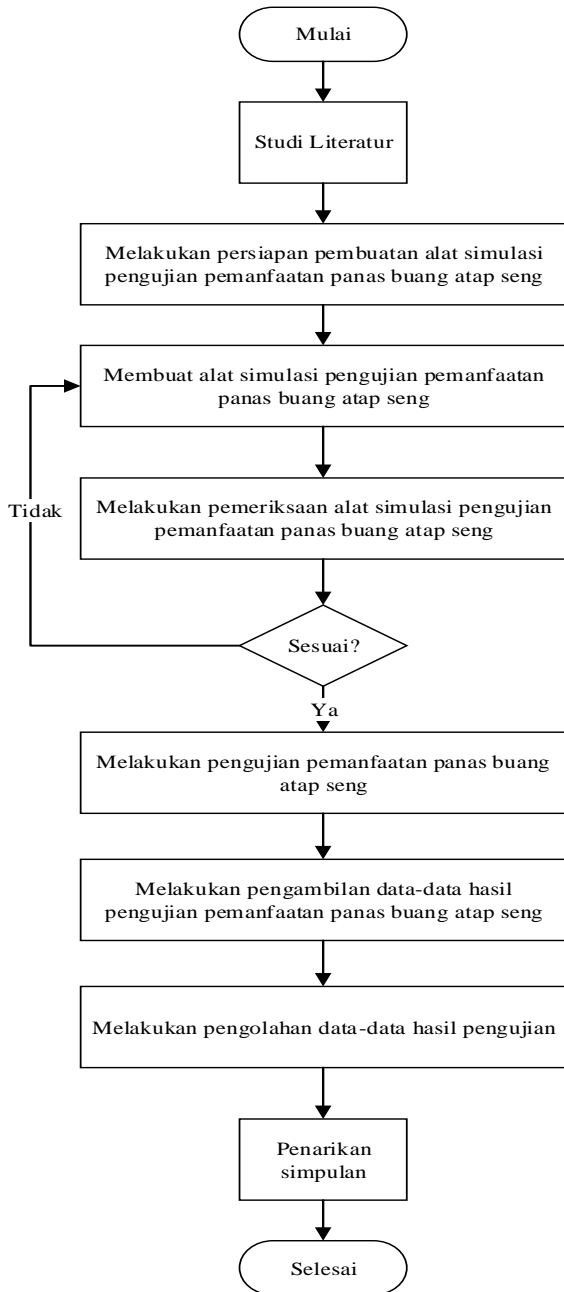 Mulai
Studi Literatur
Melakukan persiapan pembuatan alat simulasi
pengujian pemanfaatan panas buang atap seng
Membuat alat simulasi pengujian pemanfaatan
panas buang atap seng
Tidak
Melakukan pemeriksaan alat simulasi pengujian
pemanfaatan panas buang atap seng
Sesuai?
Ya
Melakukan pengujian pemanfaatan panas buang
atap seng
Melakukan pengambilan data-data hasil
pengujian pemanfaatan panas buang atap seng
Melakukan pengolahan data-data hasil pengujian
Penarikan
simpulan
Selesai